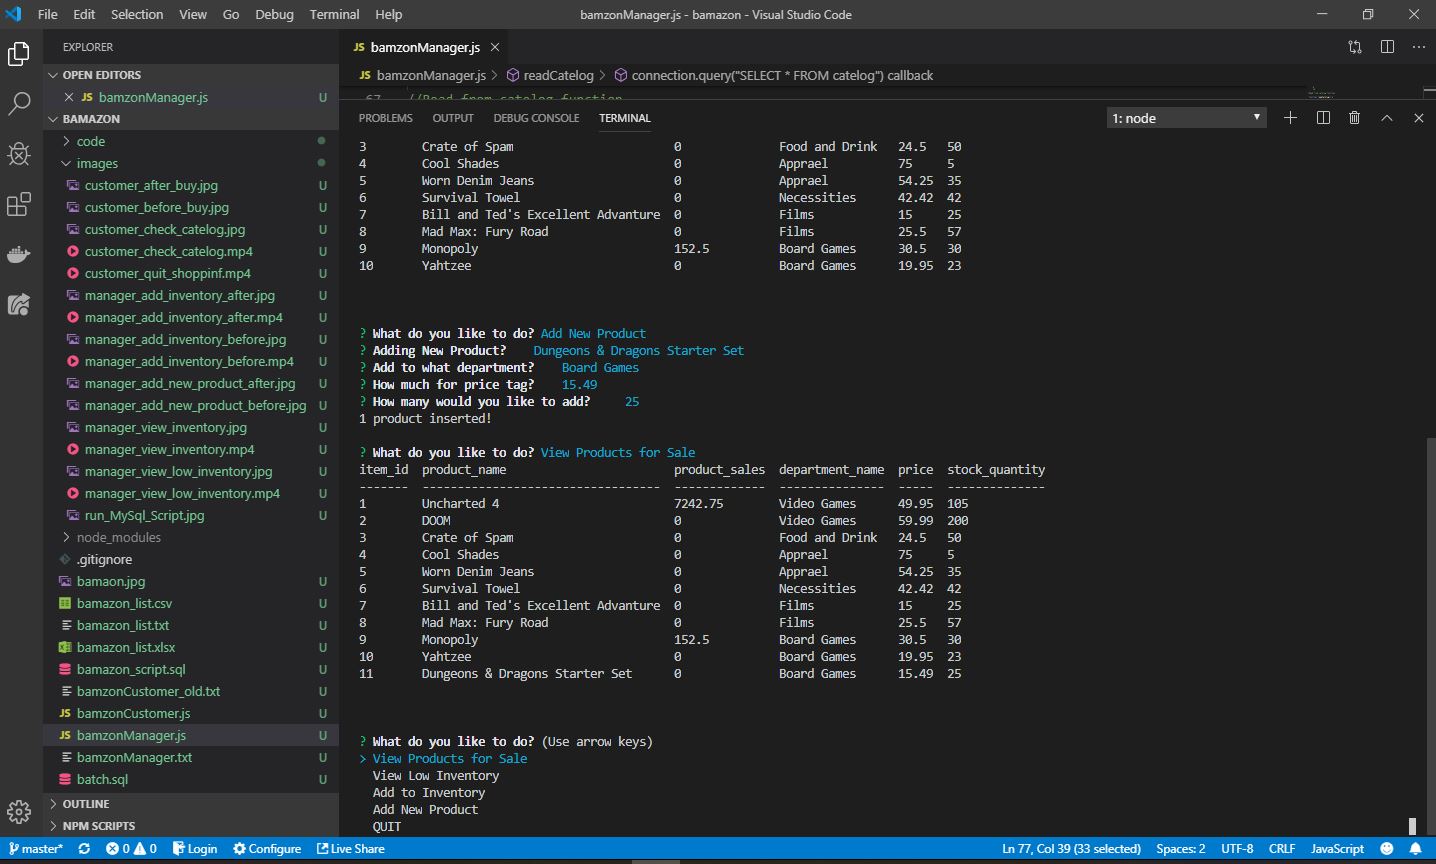 File Edit Selection View Go Debug Terminal Help bamzonManager.js - bamazon - Visual Studio Code
EXPLORER
OPEN EDITORS
JS bamzonManager.js U
BAMAZON
code
images
customer_after_buy.jpg U
customer_before_buy.jpg U
customer_check_catelog.jpg U
customer_check_catelog.mp4 U
customer_quit_shoppinf.mp4 U
manager_add_inventory_after.jpg U
manager_add_inventory_after.mp4 U
manager_add_inventory_before.jpg U
manager_add_inventory_before.mp4 U
manager_add_new_product_after.jpg U
manager_add_new_product_before.jpg U
manager_view_inventory.jpg U
manager_view_inventory.mp4 U
manager_view_low_inventory.jpg U
manager_view_low_inventory.mp4 U
run_MySql_Script.jpg U
node_modules
.gitignore
bamaon.jpg U
bamazon_list.csv U
bamazon_list.txt U
bamazon_list.xlsx U
bamazon_script.sql U
bamzonCustomer_old.txt U
JS bamzonCustomer.js U
JS bamzonManager.js U
bamzonManager.txt U
batch.sql U
OUTLINE
NPM SCRIPTS
JS bamzonManager.js
JS bamzonManager.js > readCatelog > connection.query("SELECT * FROM catelog") callback
67 //Read from catelog function
PROBLEMS OUTPUT DEBUG CONSOLE TERMINAL 1: node
3 Crate of Spam 0 Food and Drink 24.5 50
4 Cool Shades 0 Apprael 75 5
5 Worn Denim Jeans 0 Apprael 54.25 35
6 Survival Towel 0 Necessities 42.42 42
7 Bill and Ted's Excellent Advanture 0 Films 15 25
8 Mad Max: Fury Road 0 Films 25.5 57
9 Monopoly 152.5 Board Games 30.5 30
10 Yahtzee 0 Board Games 19.95 23
? What do you like to do? Add New Product
? Adding New Product? Dungeons & Dragons Starter Set
? Add to what department? Board Games
? How much for price tag? 15.49
? How many would you like to add? 25
1 product inserted!
? What do you like to do? View Products for Sale
item_id product_name product_sales department_name price stock_quantity
------- ---------------------------------- ------------- --------------- ----- --------------
1 Uncharted 4 7242.75 Video Games 49.95 105
2 DOOM 0 Video Games 59.99 200
3 Crate of Spam 0 Food and Drink 24.5 50
4 Cool Shades 0 Apprael 75 5
5 Worn Denim Jeans 0 Apprael 54.25 35
6 Survival Towel 0 Necessities 42.42 42
7 Bill and Ted's Excellent Advanture 0 Films 15 25
8 Mad Max: Fury Road 0 Films 25.5 57
9 Monopoly 152.5 Board Games 30.5 30
10 Yahtzee 0 Board Games 19.95 23
11 Dungeons & Dragons Starter Set 0 Board Games 15.49 25
? What do you like to do? (Use arrow keys)
> View Products for Sale
View Low Inventory
Add to Inventory
Add New Product
QUIT
master* 0 0 Login Configure Live Share Ln 77, Col 39 (33 selected) Spaces: 2 UTF-8 CRLF JavaScript